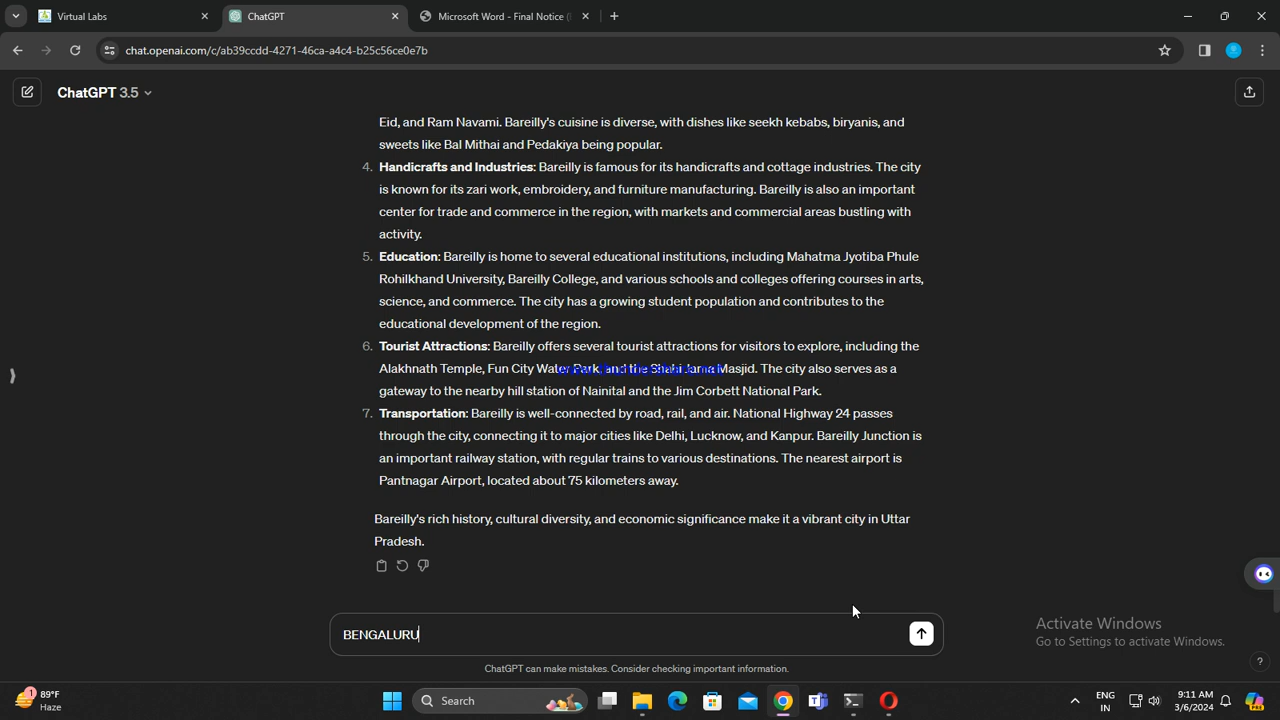 Virtual Labs
ChatGPT
Microsoft Word - Final Notice (
chat.openai.com/c/ab39ccdd-4271-46ca-a4c4-b25c56ce0e7b
ChatGPT 3.5
Eid, and Ram Navami. Bareilly's cuisine is diverse, with dishes like seekh kebabs, biryanis, and
sweets like Bal Mithai and Pedakiya being popular.
4. Handicrafts and Industries: Bareilly is famous for its handicrafts and cottage industries. The city
is known for its zari work, embroidery, and furniture manufacturing. Bareilly is also an important
center for trade and commerce in the region, with markets and commercial areas bustling with
activity.
5. Education: Bareilly is home to several educational institutions, including Mahatma Jyotiba Phule
Rohilkhand University, Bareilly College, and various schools and colleges offering courses in arts,
science, and commerce. The city has a growing student population and contributes to the
educational development of the region.
6. Tourist Attractions: Bareilly offers several tourist attractions for visitors to explore, including the
Alakhnath Temple, Fun City Water Park, and the Shahi Jama Masjid. The city also serves as a
gateway to the nearby hill station of Nainital and the Jim Corbett National Park.
7. Transportation: Bareilly is well-connected by road, rail, and air. National Highway 24 passes
through the city, connecting it to major cities like Delhi, Lucknow, and Kanpur. Bareilly Junction is
an important railway station, with regular trains to various destinations. The nearest airport is
Pantnagar Airport, located about 75 kilometers away.
Bareilly's rich history, cultural diversity, and economic significance make it a vibrant city in Uttar
Pradesh.
BENGALURU
Activate Windows
Go to Settings to activate Windows.
ChatGPT can make mistakes. Consider checking important information.
?
1
89°F
Haze
Search
ENG
IN
9:11 AM
3/6/2024